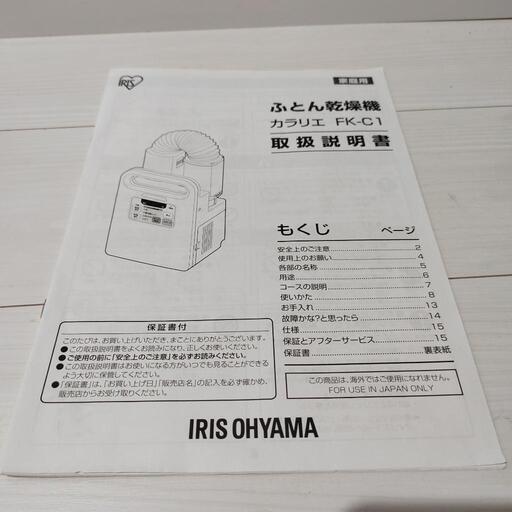 IRIS
家庭用
ふとん乾燥機
カラリエ FK-C1
取扱説明書
もくじ ページ
安全上のご注意 2
使用上のお願い 4
各部の名称 5
用途 6
コースの説明 7
使いかた 8
お手入れ 13
故障かな?と思ったら 14
仕様 15
保証とアフターサービス 15
保証書 裏表紙
保証書付
このたびは、お買い上げいただき、まことにありがとうございます。
●この取扱説明書をよくお読みになり、正しくお使いください。
●ご使用の前に「安全上のご注意」を必ずお読みください。
●この取扱説明書はお使いになる方がいつでも見ることができる
よう大切に保管してください。
●「保証書」は、「お買い上げ日」「販売店名」の記入を必ず確かめ、
販売店からお受け取りください。
この商品は、海外ではご使用になれません。
FOR USE IN JAPAN ONLY
IRIS OHYAMA